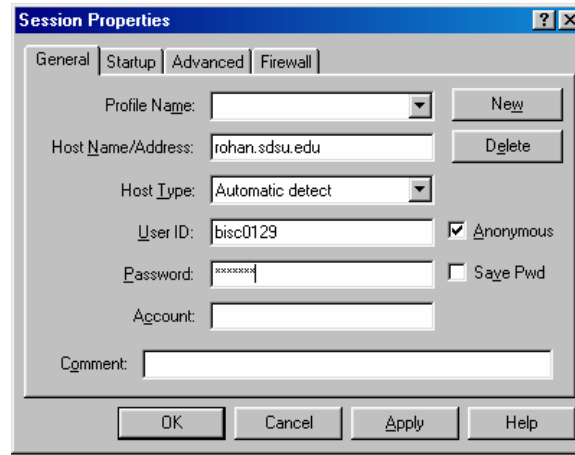 Session Properties
General Startup Advanced Firewall
Profile Name: New
Host Name/Address: rohan.sdsu.edu Delete
Host Type: Automatic detect
User ID: bisc0129 Anonymous
Password: ******* Save Pwd
Account:
Comment:
OK Cancel Apply Help